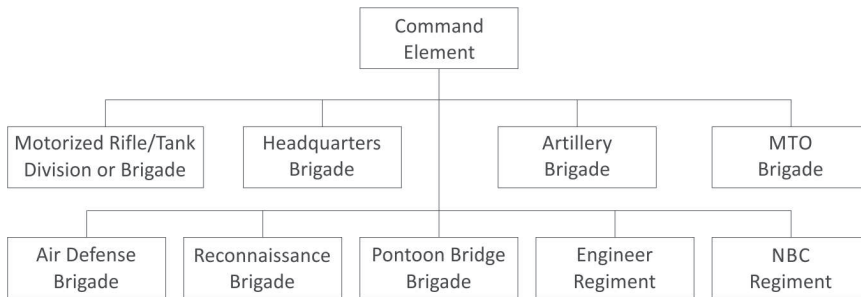 Command
Element
Motorized Rifle/Tank
Division or Brigade
Headquarters
Brigade
Artillery
Brigade
MTO
Brigade
Air Defense
Brigade
Reconnaissance
Brigade
Pontoon Bridge
Brigade
Engineer
Regiment
NBC
Regiment